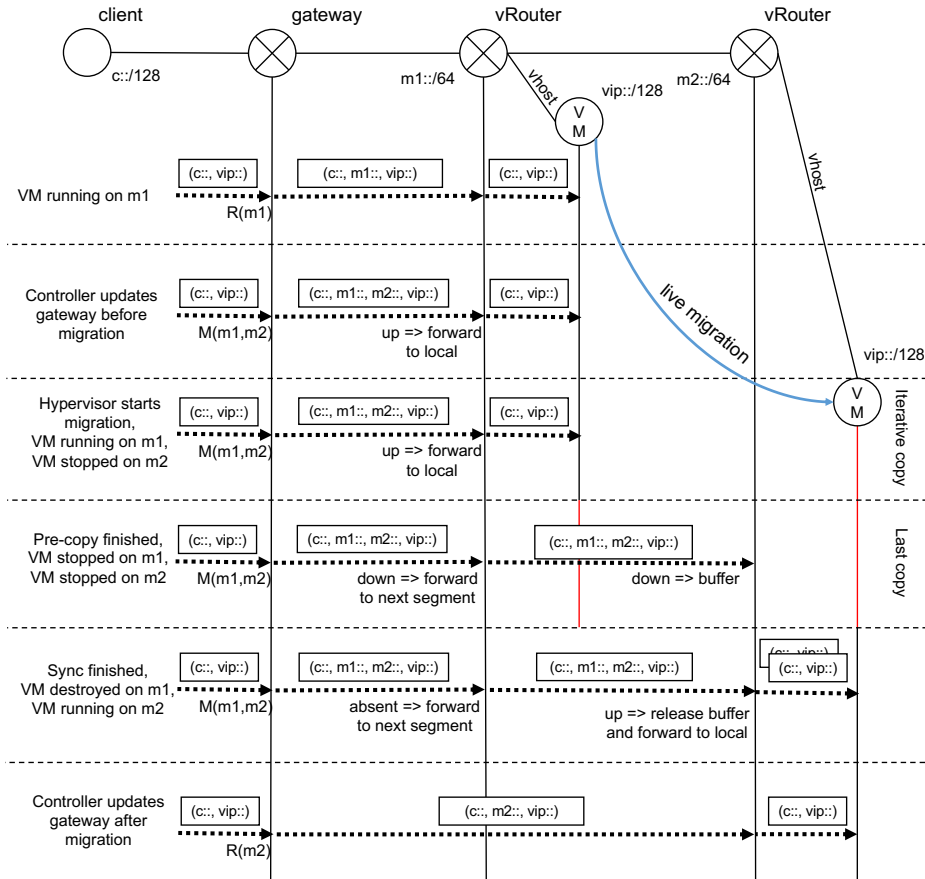 client
gateway
vRouter
vRouter
c::/128
m1::/64
vhost
vip::/128
m2::/64
V
M
vhost
VM running on m1
(c::, vip::)
(c::, m1::, vip::)
(c::, vip::)
R(m1)
live migration
Controller updates
gateway before
migration
(c::, vip::)
(c::, m1::, m2::, vip::)
(c::, vip::)
M(m1,m2)
up => forward
to local
vip::/128
V
M
Hypervisor starts
migration,
VM running on m1,
VM stopped on m2
(c::, vip::)
(c::, m1::, m2::, vip::)
(c::, vip::)
M(m1,m2)
up => forward
to local
Iterative copy
Pre-copy finished,
VM stopped on m1,
VM stopped on m2
(c::, vip::)
(c::, m1::, m2::, vip::)
(c::, m1::, m2::, vip::)
M(m1,m2)
down => forward
to next segment
down => buffer
Last copy
Sync finished,
VM destroyed on m1,
VM running on m2
(c::, vip::)
(c::, m1::, m2::, vip::)
(c::, m1::, m2::, vip::)
(c::, vip::)
(c::, vip::)
M(m1,m2)
absent => forward
to next segment
up => release buffer
and forward to local
Controller updates
gateway after
migration
(c::, vip::)
(c::, m2::, vip::)
(c::, vip::)
R(m2)